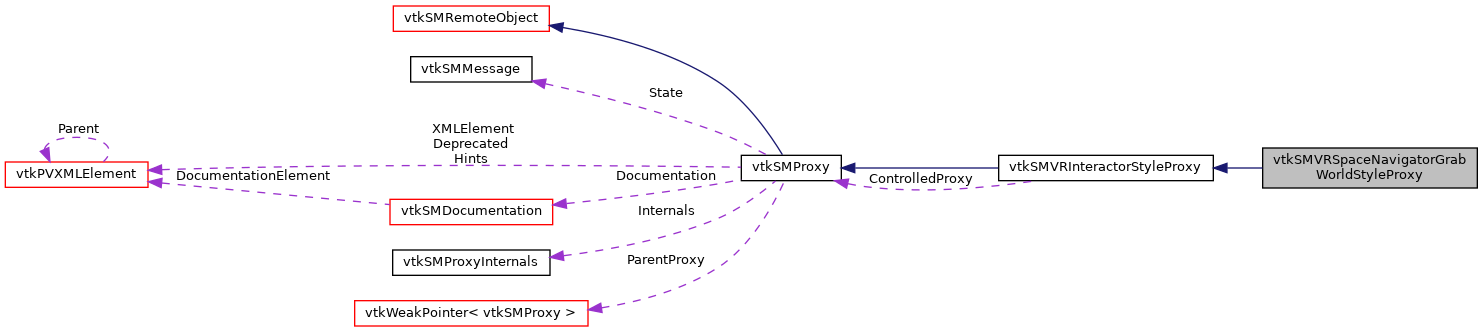 vtkSMRemoteObject
vtkSMMessage
State
Parent
XMLElement
Deprecated
Hints
vtkPVXMLElement
DocumentationElement
Documentation
vtkSMProxy
ControlledProxy
vtkSMVRInteractorStyleProxy
vtkSMVRSpaceNavigatorGrab
WorldStyleProxy
vtkSMDocumentation
Internals
vtkSMProxyInternals
ParentProxy
vtkWeakPointer< vtkSMProxy >